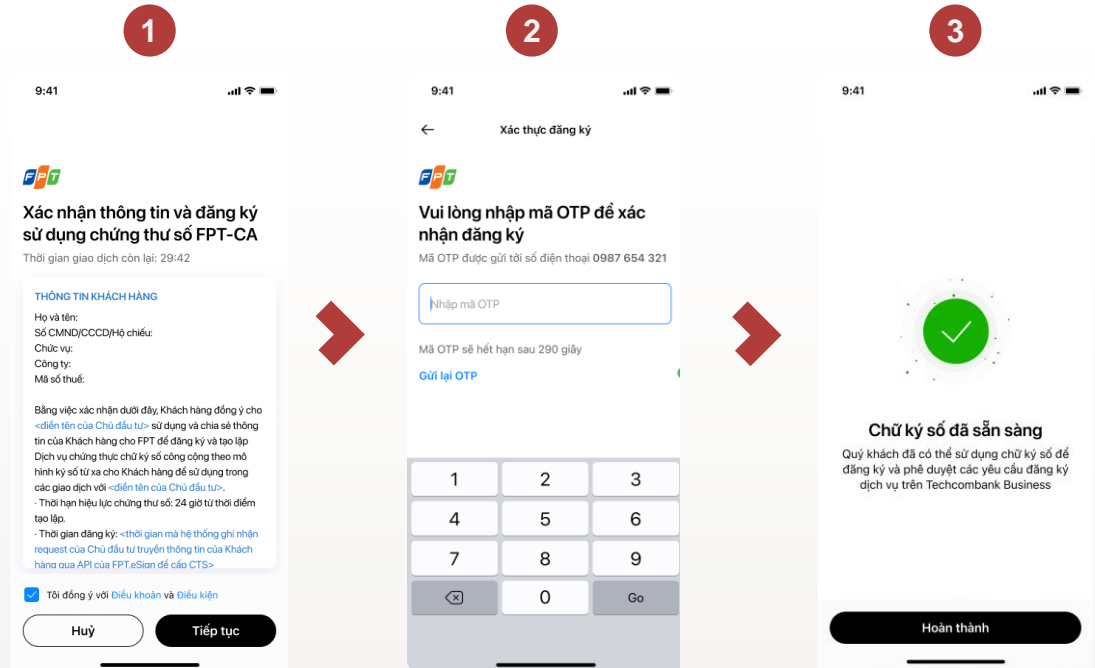 1
9:41
FPT
Xác nhận thông tin và đăng ký
sử dụng chứng thư số FPT-CA
Thời gian giao dịch còn lại: 29:42
THÔNG TIN KHÁCH HÀNG
Họ và tên:
Số CMND/CCCD/Hộ chiếu:
Chức vụ:
Công ty:
Mã số thuế:
Bằng việc xác nhận dưới đây, Khách hàng đồng ý cho
<điền tên của Chủ đầu tư> sử dụng và chia sẻ thông
tin của Khách hàng cho FPT để đăng ký và tạo lập
Dịch vụ chứng thực chữ ký số công cộng theo mô
hình ký số từ xa cho Khách hàng để sử dụng trong
các giao dịch với <điền tên của Chủ đầu tư>.
· Thời hạn hiệu lực chứng thư số: 24 giờ từ thời điểm
tạo lập.
· Thời gian đăng ký: <thời gian mà hệ thống ghi nhận
request của Chủ đầu tư truyền thông tin của Khách
hàng qua API của FPT.eSign để cấp CTS>
Tôi đồng ý với Điều khoản và Điều kiện
Huỷ
Tiếp tục
2
9:41
Xác thực đăng ký
FPT
Vui lòng nhập mã OTP để xác
nhận đăng ký
Mã OTP được gửi tới số điện thoại 0987 654 321
Nhập mã OTP
Mã OTP sẽ hết hạn sau 290 giây
Gửi lại OTP
1 2 3
4 5 6
7 8 9
0 Go
3
9:41
Chữ ký số đã sẵn sàng
Quý khách đã có thể sử dụng chữ ký số để
đăng ký và phê duyệt các yêu cầu đăng ký
dịch vụ trên Techcombank Business
Hoàn thành